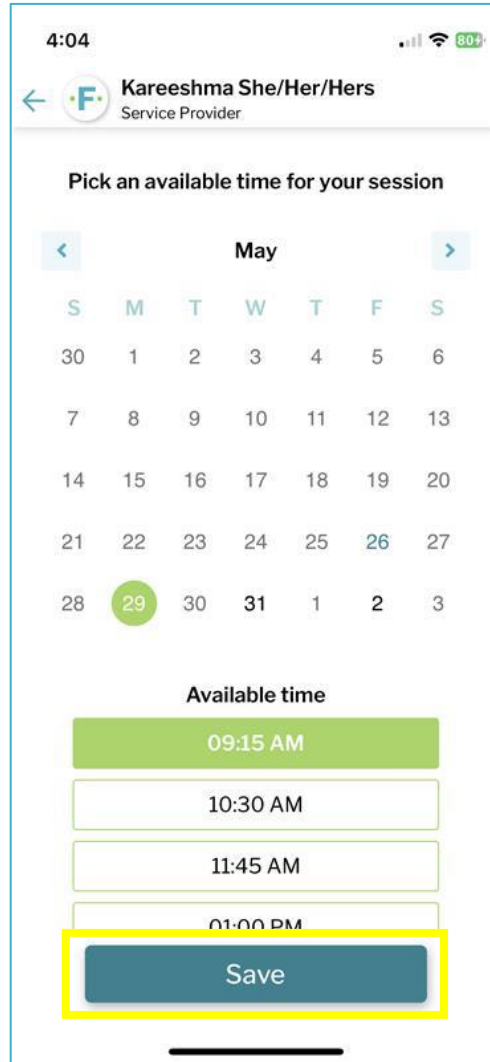 4:04
80
F
Kareeshma She/Her/Hers
Service Provider
Pick an available time for your session
< May >
S M T W T F S
30 1 2 3 4 5 6
7 8 9 10 11 12 13
14 15 16 17 18 19 20
21 22 23 24 25 26 27
28 29 30 31 1 2 3
Available time
09:15 AM
10:30 AM
11:45 AM
01:00 PM
Save